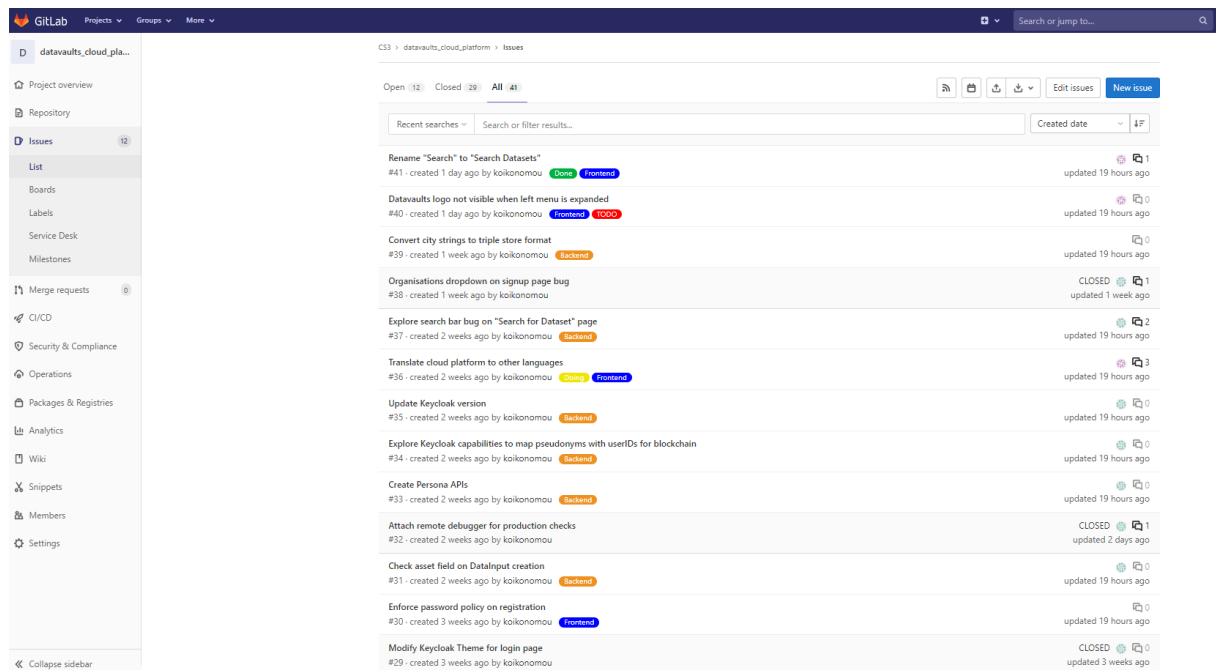 GitLab Projects Groups More Search or jump to...
D datavaults_cloud_pla...
Project overview
Repository
Issues 12
List
Boards
Labels
Service Desk
Milestones
Merge requests 0
CI/CD
Security & Compliance
Operations
Packages & Registries
Analytics
Wiki
Snippets
Members
Settings
Collapse sidebar
CS3 > datavaults_cloud_platform > Issues
Open 12 Closed 29 All 41 Edit issues New issue
Recent searches Search or filter results... Created date
Rename "Search" to "Search Datasets" 1
#41 · created 1 day ago by koikonomou Done Frontend updated 19 hours ago
Datavaults logo not visible when left menu is expanded 0
#40 · created 1 day ago by koikonomou Frontend TODO updated 19 hours ago
Convert city strings to triple store format 0
#39 · created 1 week ago by koikonomou Backend updated 19 hours ago
Organisations dropdown on signup page bug CLOSED 1
#38 · created 1 week ago by koikonomou updated 1 week ago
Explore search bar bug on "Search for Dataset" page 2
#37 · created 2 weeks ago by koikonomou Backend updated 19 hours ago
Translate cloud platform to other languages 3
#36 · created 2 weeks ago by koikonomou Doing Frontend updated 19 hours ago
Update Keycloak version 0
#35 · created 2 weeks ago by koikonomou Backend updated 19 hours ago
Explore Keycloak capabilities to map pseudonyms with userIDs for blockchain 0
#34 · created 2 weeks ago by koikonomou Backend updated 19 hours ago
Create Persona APIs 0
#33 · created 2 weeks ago by koikonomou Backend updated 19 hours ago
Attach remote debugger for production checks CLOSED 1
#32 · created 2 weeks ago by koikonomou updated 2 days ago
Check asset field on DataInput creation 0
#31 · created 2 weeks ago by koikonomou Backend updated 19 hours ago
Enforce password policy on registration 0
#30 · created 3 weeks ago by koikonomou Frontend updated 19 hours ago
Modify Keycloak Theme for login page CLOSED 0
#29 · created 3 weeks ago by koikonomou updated 3 weeks ago